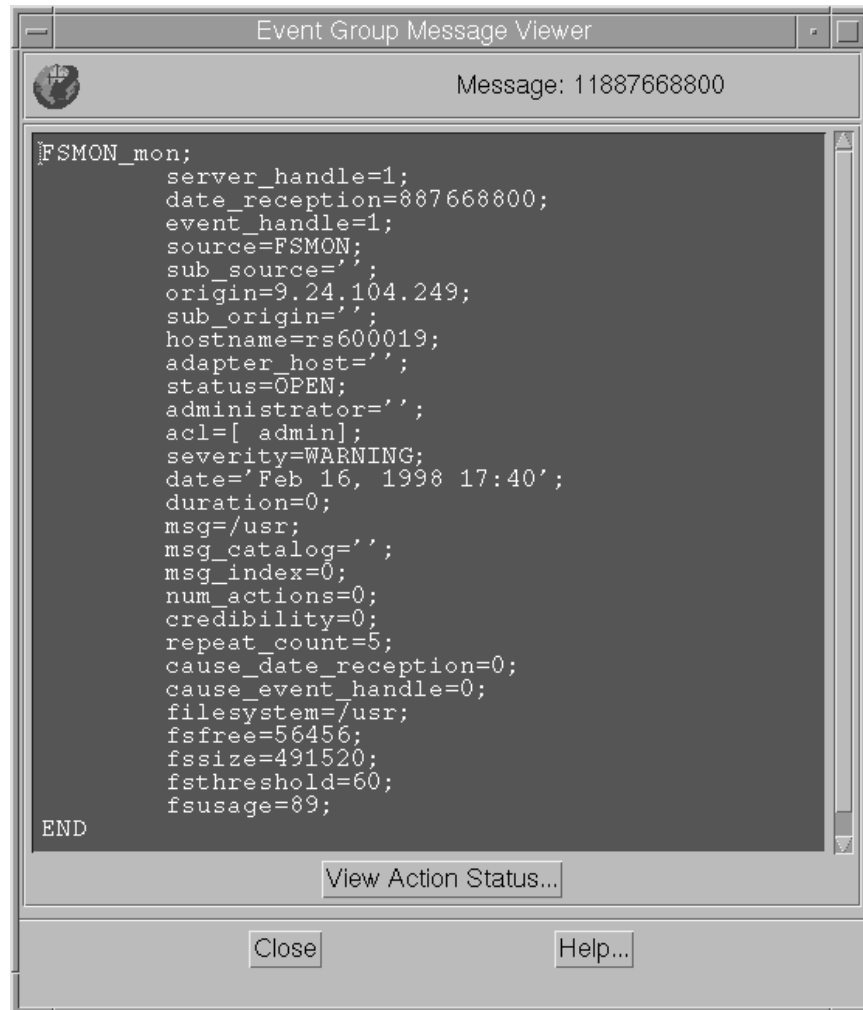 Event Group Message Viewer
Message: 11887668800
FSMON_mon;
server_handle=1;
date_reception=887668800;
event_handle=1;
source=FSMON;
sub_source='';
origin=9.24.104.249;
sub_origin='';
hostname=rs600019;
adapter_host='';
status=OPEN;
administrator='';
acl=[ admin];
severity=WARNING;
date='Feb 16, 1998 17:40';
duration=0;
msg=/usr;
msg_catalog='';
msg_index=0;
num_actions=0;
credibility=0;
repeat_count=5;
cause_date_reception=0;
cause_event_handle=0;
filesystem=/usr;
fsfree=56456;
fssize=491520;
fsthreshold=60;
fsusage=89;
END
View Action Status...
Close Help...